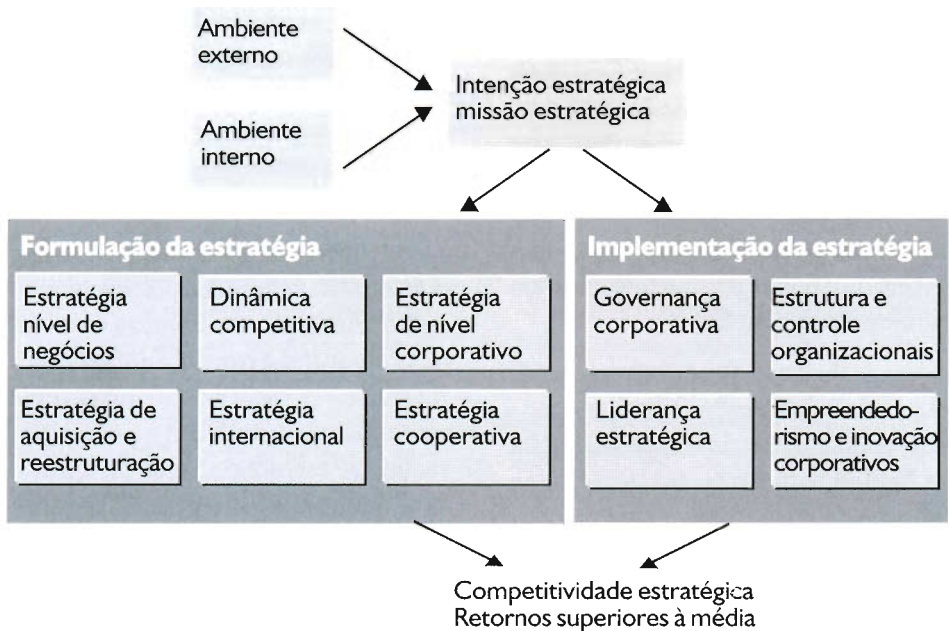 Ambiente
externo
Ambiente
interno
Intenção estratégica
missão estratégica
Formulação da estratégia
Estratégia
nível de
negócios
Dinâmica
competitiva
Estratégia
de nível
corporativo
Estratégia de
aquisição e
reestruturação
Estratégia
internacional
Estratégia
cooperativa
Implementação da estratégia
Governança
corporativa
Estrutura e
controle
organizacionais
Liderança
estratégica
Empreendedo-
rismo e inovação
corporativos
Competitividade estratégica
Retornos superiores à média